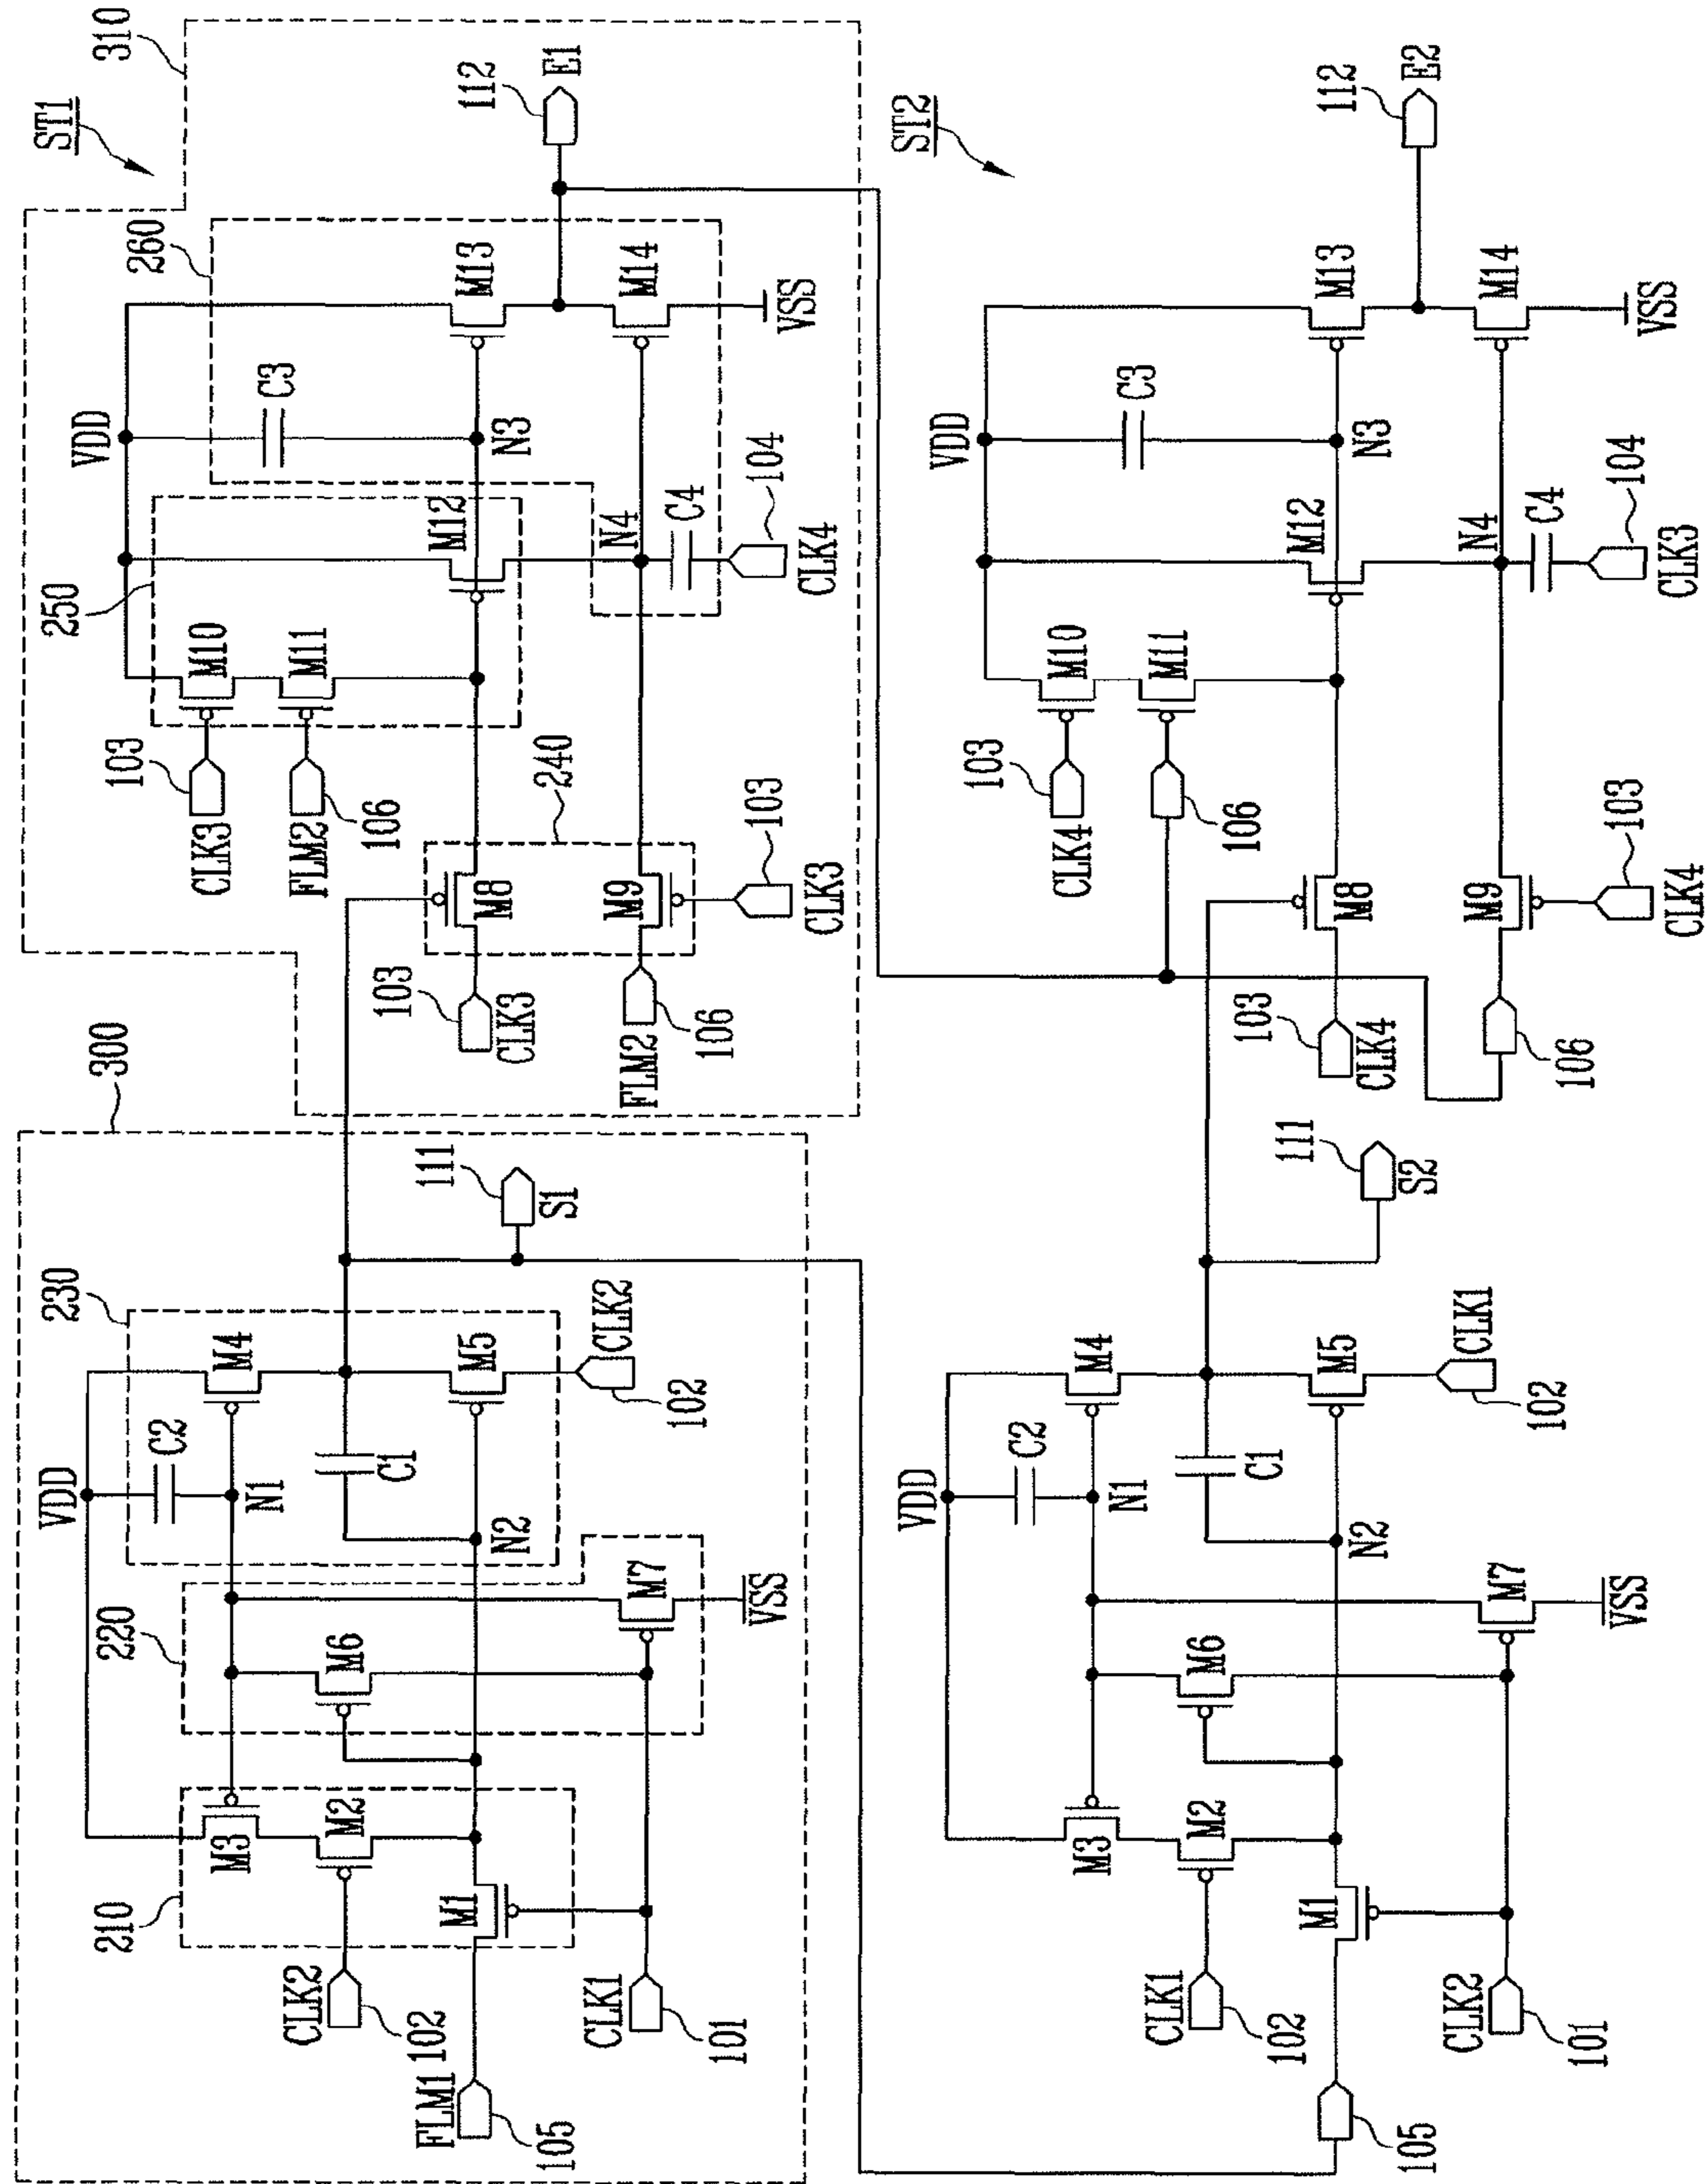 ST1
310
300
VDD
VDD
250
260
230
C2
M4
220
210
M3
M2
M6
N1
C1
M5
CLK2
102
N2
M1
M7
VSS
CLK2
102
FLM1
105
CLK1
101
111
S1
CLK3
103
M10
M11
FLM2
106
M12
C3
M13
N3
E1
112
240
M8
103
CLK3
M9
FLM2
106
103
CLK3
N4
C4
104
CLK4
M14
VSS
ST2
VDD
VDD
C2
M4
M3
M2
M6
N1
C1
M5
CLK1
102
N2
M1
M7
VSS
CLK1
102
105
CLK2
101
111
S2
CLK4
103
M10
M11
106
M12
C3
M13
N3
E2
112
M8
103
CLK4
M9
106
103
CLK4
N4
C4
104
CLK3
M14
VSS